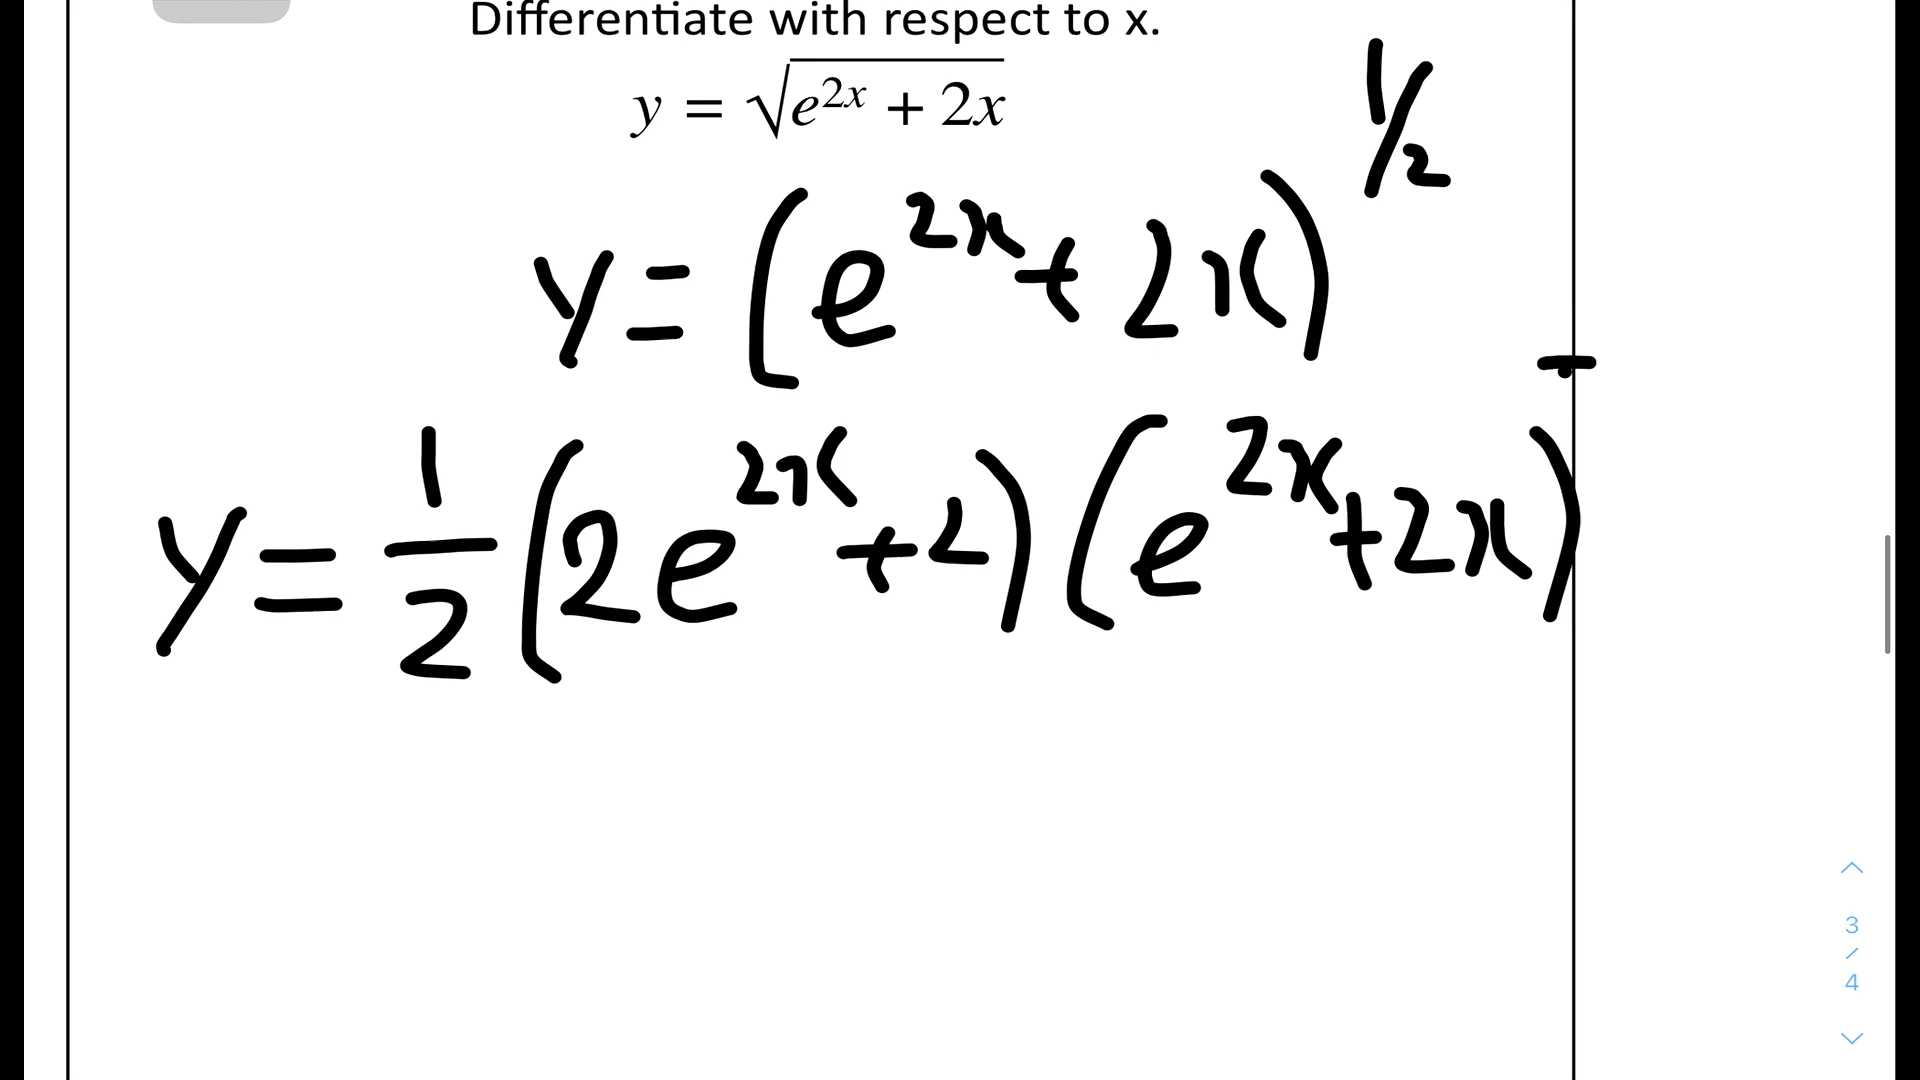 Differentiate with respect to x.
y = √(e^{2x} + 2x)
y = (e^{2x} + 2x)^{1/2}
y = 1/2 (2e^{2x} + 2) (e^{2x} + 2x)^{-}
3
/
4